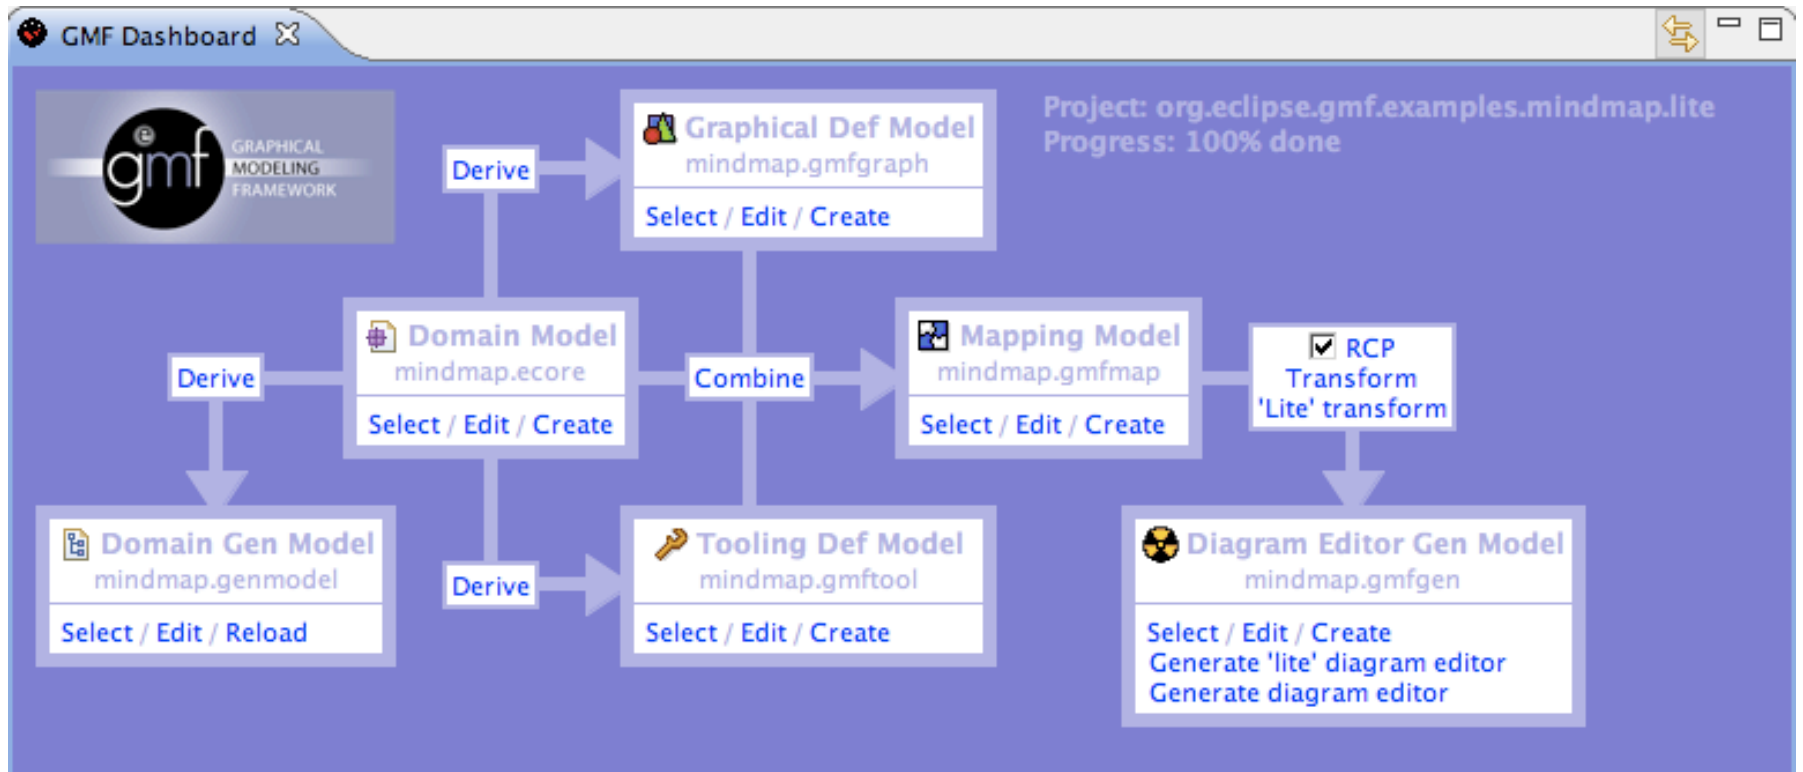 GMF Dashboard
e
gmf
GRAPHICAL
MODELING
FRAMEWORK
Project: org.eclipse.gmf.examples.mindmap.lite
Progress: 100% done
Derive
Graphical Def Model
mindmap.gmfgraph
Select / Edit / Create
Derive
Domain Model
mindmap.ecore
Select / Edit / Create
Combine
Mapping Model
mindmap.gmfmap
Select / Edit / Create
RCP
Transform
'Lite' transform
Domain Gen Model
mindmap.genmodel
Select / Edit / Reload
Derive
Tooling Def Model
mindmap.gmftool
Select / Edit / Create
Diagram Editor Gen Model
mindmap.gmfgen
Select / Edit / Create
Generate 'lite' diagram editor
Generate diagram editor